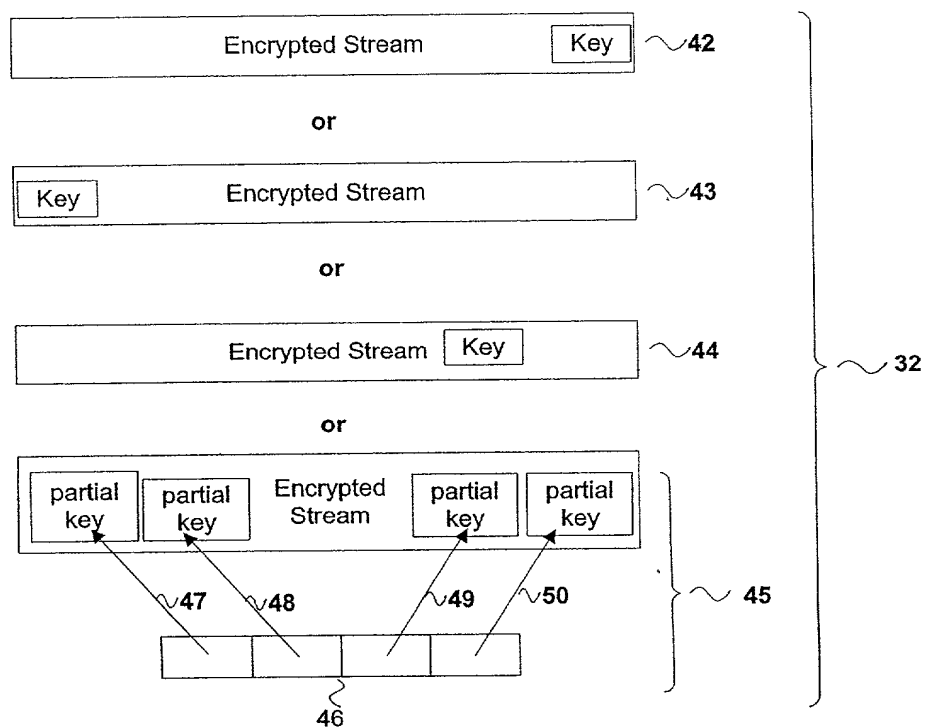 Encrypted Stream Key 42
or
Key Encrypted Stream 43
or
Encrypted Stream Key 44
32
or
partial key
partial key
Encrypted Stream
partial key
partial key
47 48 49 50 45
46